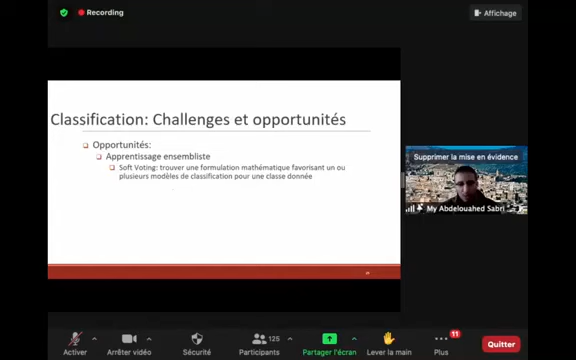 Recording
Affichage
Classification: Challenges et opportunités
Opportunités:
Apprentissage ensembliste
Soft Voting: trouver une formulation mathématique favorisant un ou
plusieurs modèles de classification pour une classe donnée
Supprimer la mise en évidence
My Abdelouahed Sabri
Activer
Arrêter vidéo
Sécurité
Participants
125
Partager l'écran
Lever la main
Plus
11
Quitter